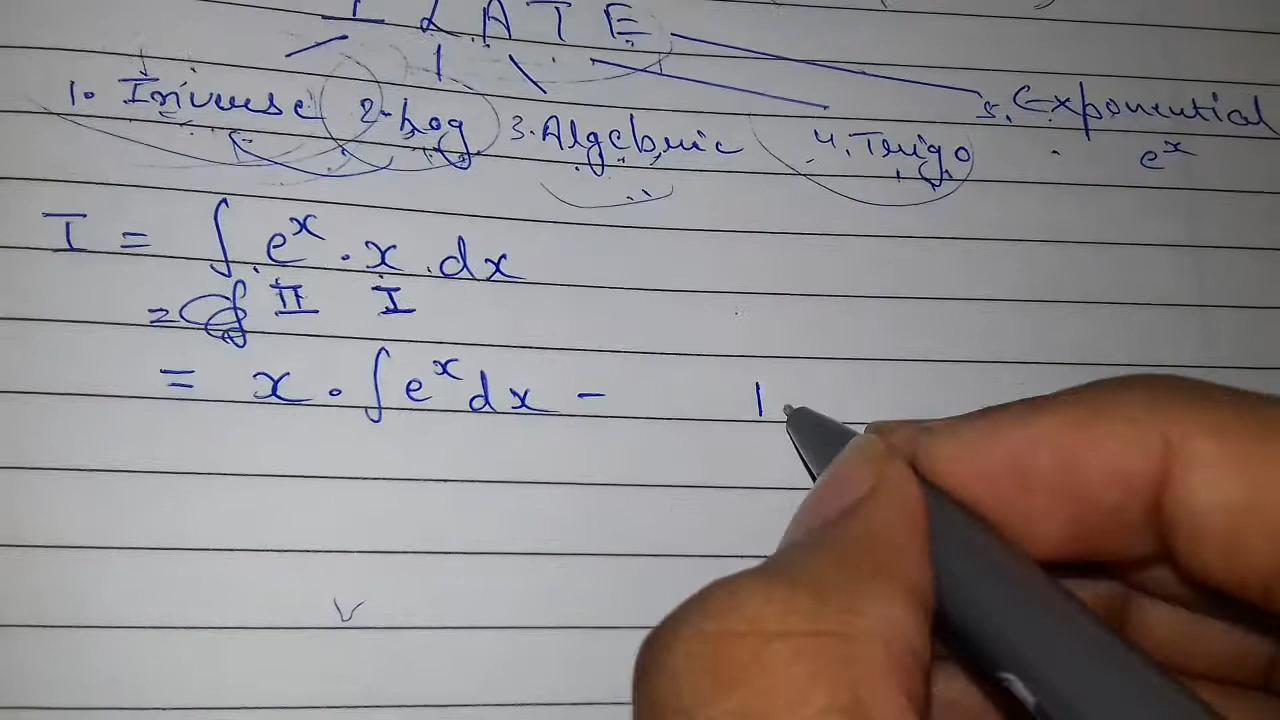 I L A T E
1. Inverse 2. Log 3. Algebric 4. Trigo 5. Exponential
e^x
I = ∫ e^x . x . dx
= II I
= x . ∫ e^x dx - 1